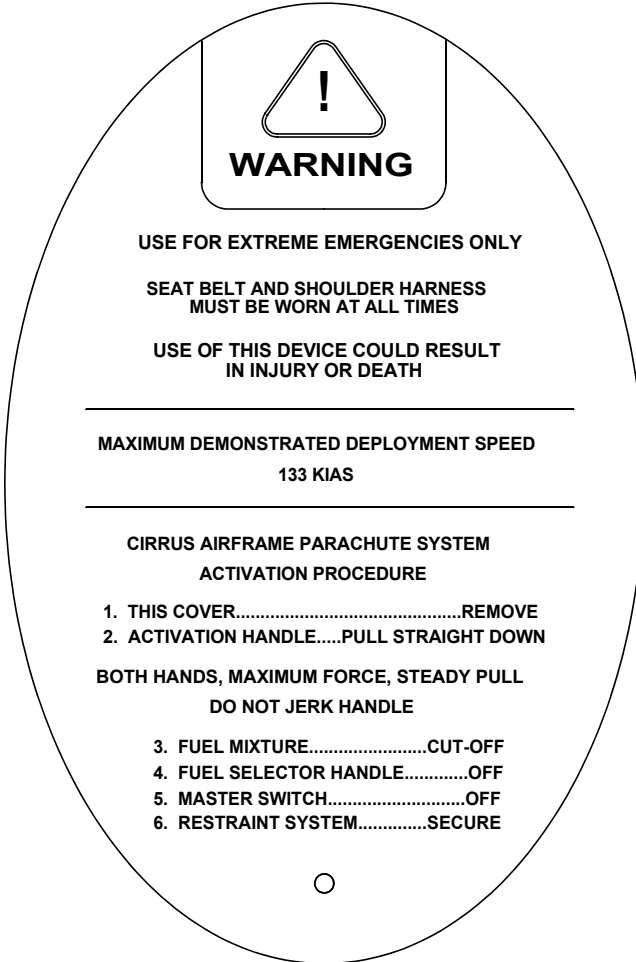 !
WARNING
USE FOR EXTREME EMERGENCIES ONLY
SEAT BELT AND SHOULDER HARNESS
MUST BE WORN AT ALL TIMES
USE OF THIS DEVICE COULD RESULT
IN INJURY OR DEATH
MAXIMUM DEMONSTRATED DEPLOYMENT SPEED
133 KIAS
CIRRUS AIRFRAME PARACHUTE SYSTEM
ACTIVATION PROCEDURE
1. THIS COVER..............................................REMOVE
2. ACTIVATION HANDLE.....PULL STRAIGHT DOWN
BOTH HANDS, MAXIMUM FORCE, STEADY PULL
DO NOT JERK HANDLE
3. FUEL MIXTURE........................CUT-OFF
4. FUEL SELECTOR HANDLE.............OFF
5. MASTER SWITCH............................OFF
6. RESTRAINT SYSTEM..............SECURE